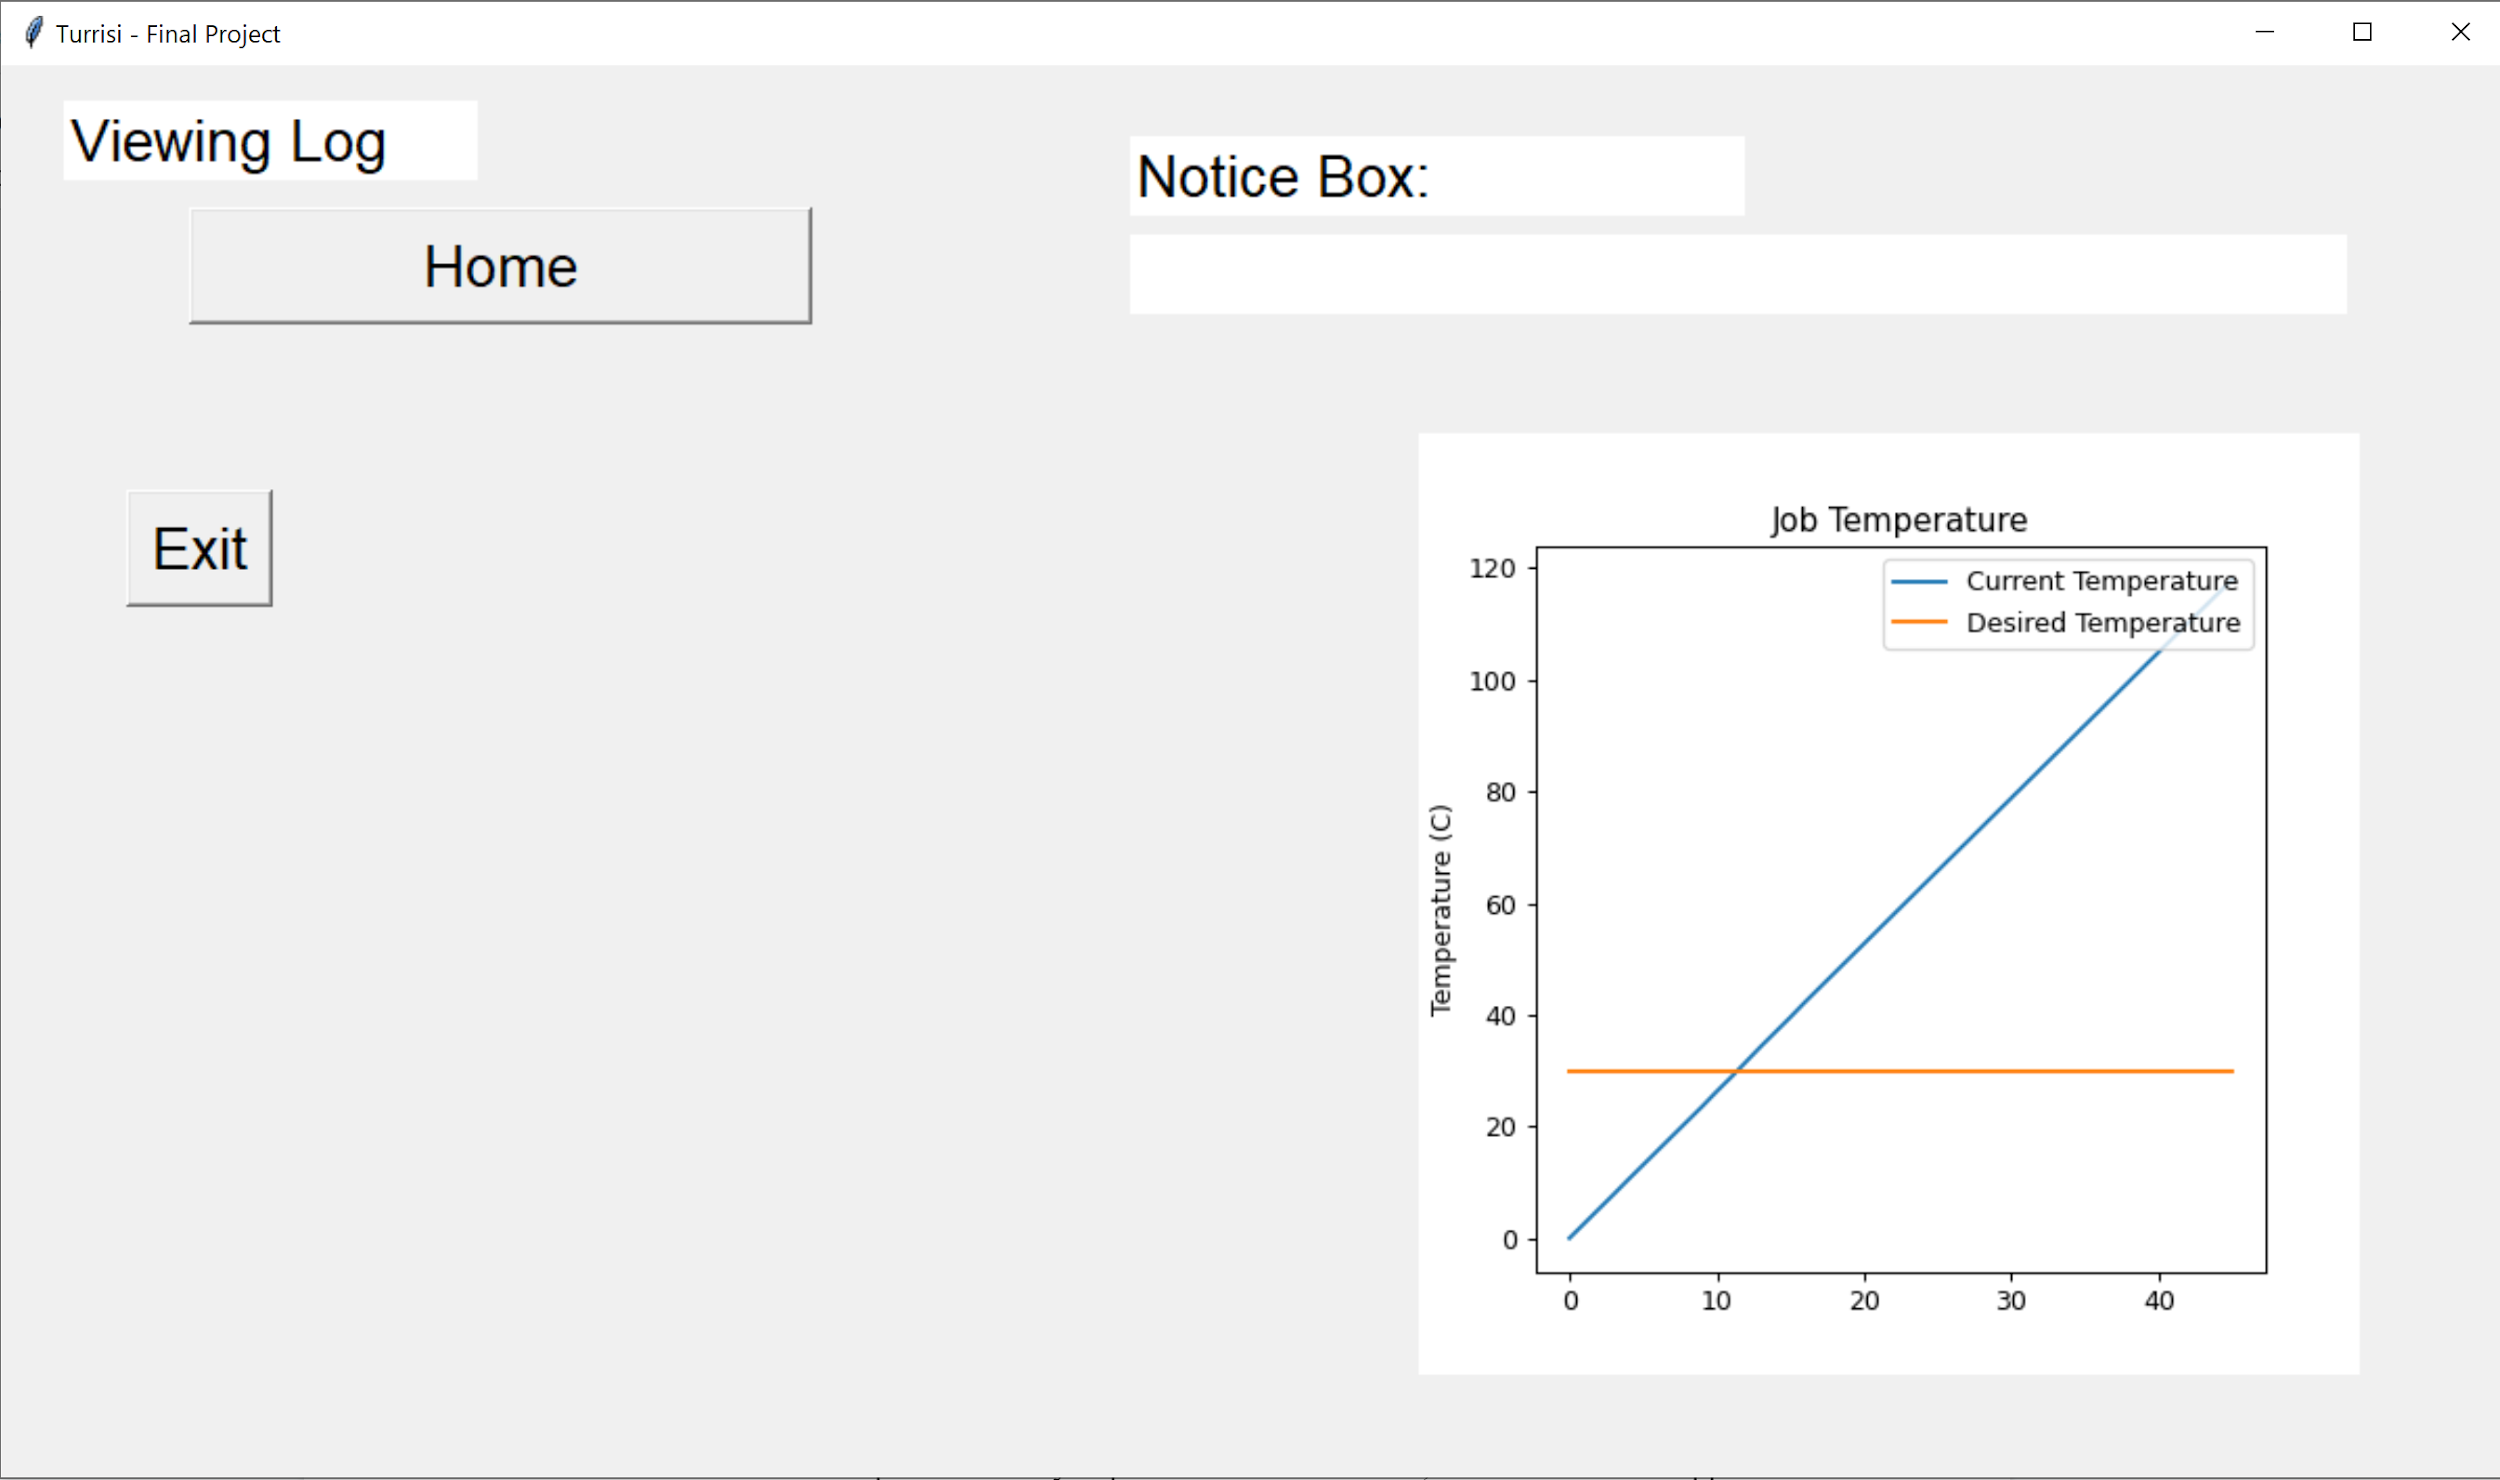 Turrisi - Final Project
Viewing Log
Home
Exit
Notice Box:
Job Temperature
Current Temperature
Desired Temperature
Temperature (C)
120
100
80
60
40
20
0
0 10 20 30 40